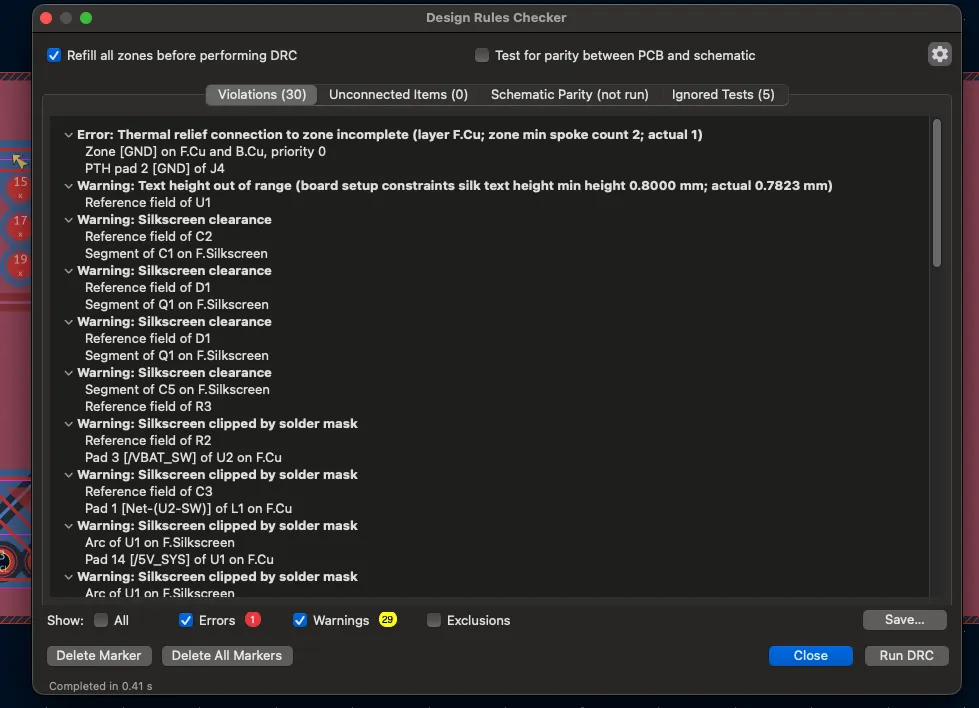 Design Rules Checker
Refill all zones before performing DRC
Test for parity between PCB and schematic
Violations (30)
Unconnected Items (0)
Schematic Parity (not run)
Ignored Tests (5)
Error: Thermal relief connection to zone incomplete (layer F.Cu; zone min spoke count 2; actual 1)
Zone [GND] on F.Cu and B.Cu, priority 0
PTH pad 2 [GND] of J4
Warning: Text height out of range (board setup constraints silk text height min height 0.8000 mm; actual 0.7823 mm)
Reference field of U1
Warning: Silkscreen clearance
Reference field of C2
Segment of C1 on F.Silkscreen
Warning: Silkscreen clearance
Reference field of D1
Segment of Q1 on F.Silkscreen
Warning: Silkscreen clearance
Reference field of D1
Segment of Q1 on F.Silkscreen
Warning: Silkscreen clearance
Segment of C5 on F.Silkscreen
Reference field of R3
Warning: Silkscreen clipped by solder mask
Reference field of R2
Pad 3 [/VBAT_SW] of U2 on F.Cu
Warning: Silkscreen clipped by solder mask
Reference field of C3
Pad 1 [Net-(U2-SW)] of L1 on F.Cu
Warning: Silkscreen clipped by solder mask
Arc of U1 on F.Silkscreen
Pad 14 [/5V_SYS] of U1 on F.Cu
Warning: Silkscreen clipped by solder mask
Arc of U1 on F.Silkscreen
Show:
All
Errors 1
Warnings 29
Exclusions
Save...
Delete Marker
Delete All Markers
Close
Run DRC
Completed in 0.41 s
15
x
17
x
19
x